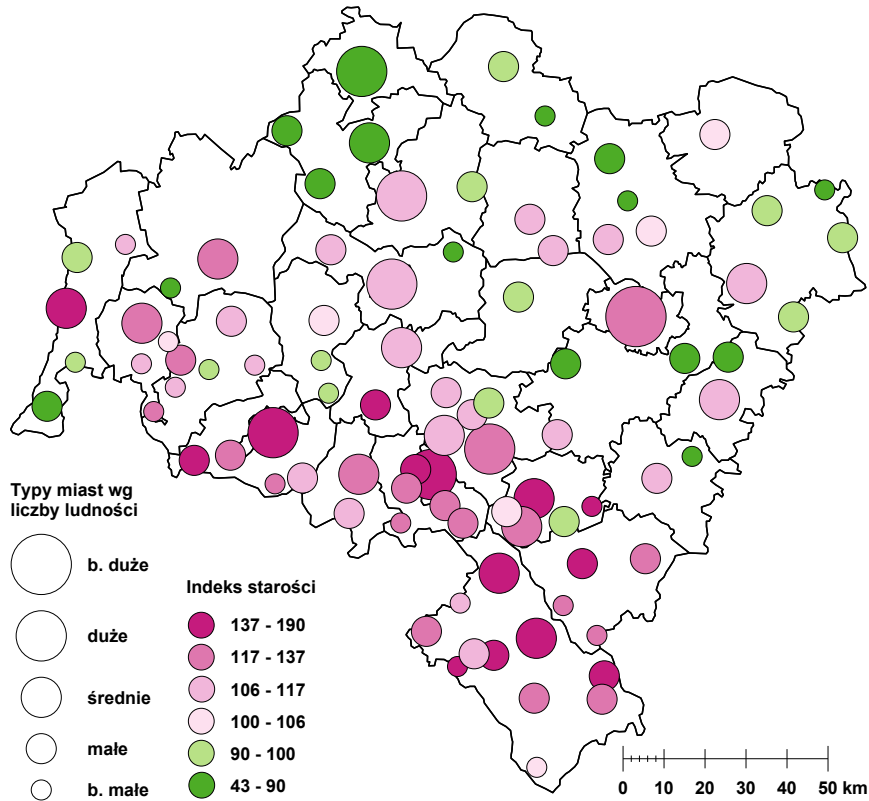 Typy miast wg
liczby ludności
b. duże
duże
średnie
małe
b. małe
Indeks starości
137 - 190
117 - 137
106 - 117
100 - 106
90 - 100
43 - 90
0 10 20 30 40 50 km